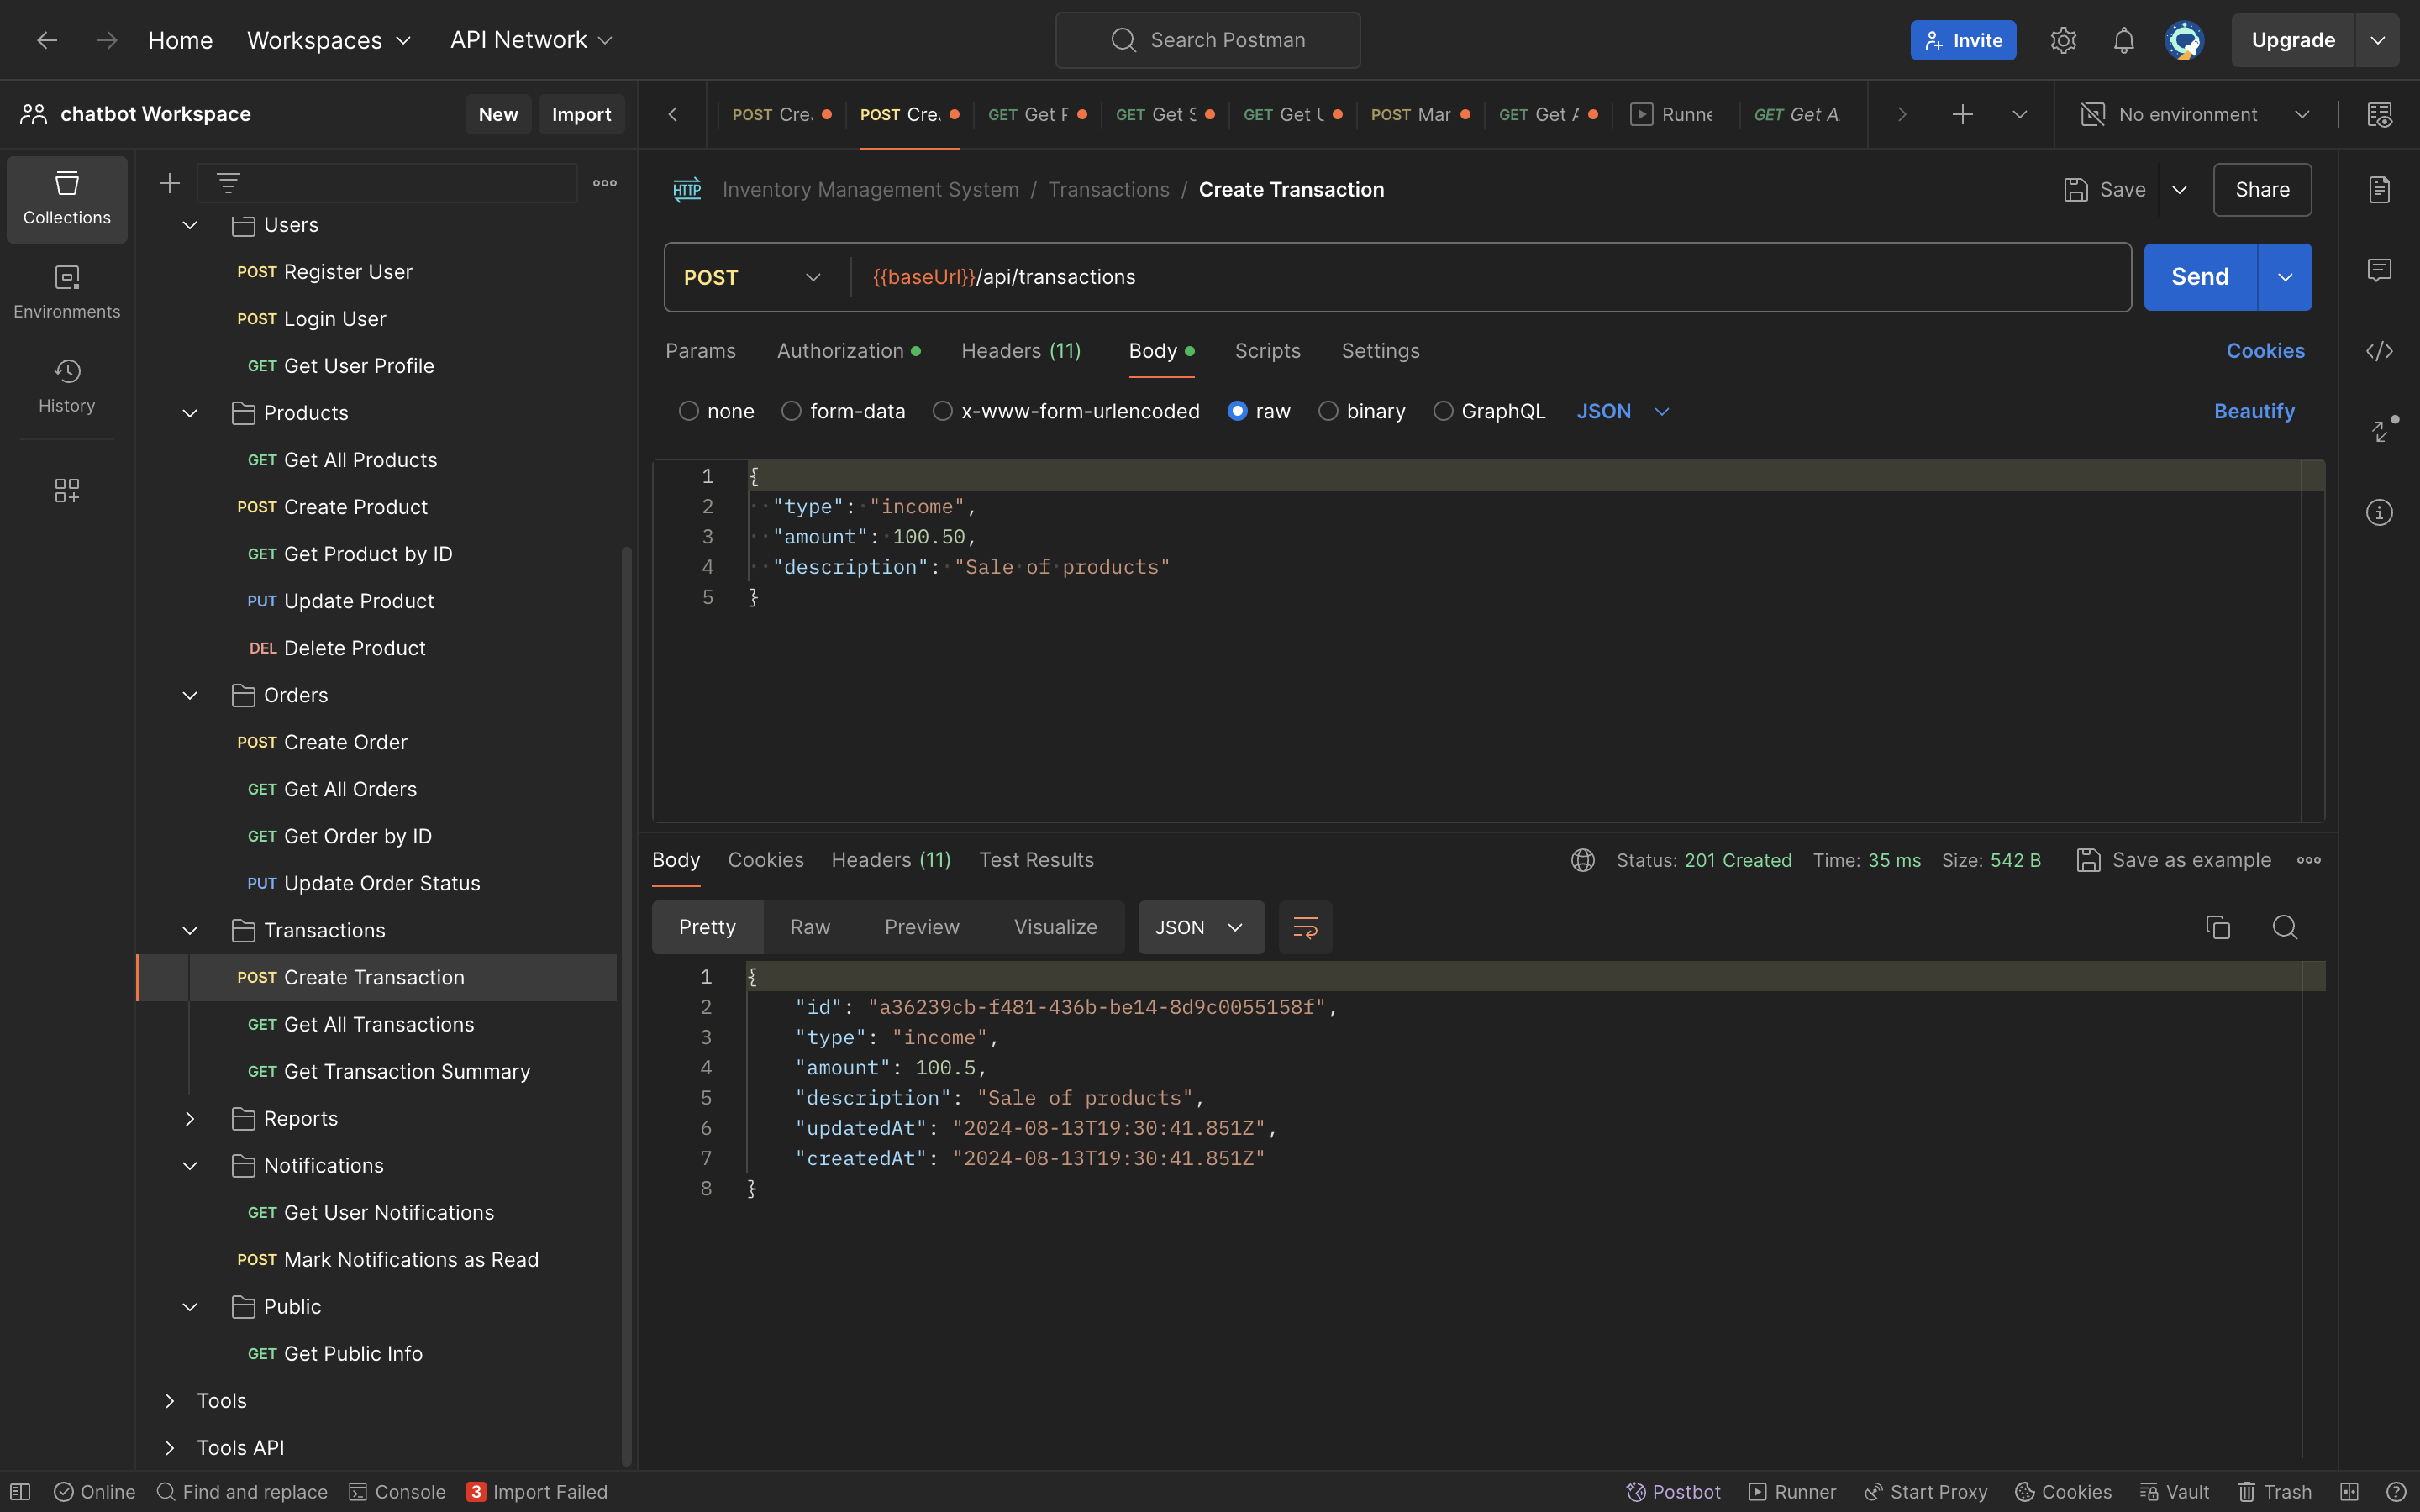 Home
Workspaces
API Network
Search Postman
Invite
Upgrade
chatbot Workspace
New
Import
POST Cre
POST Cre
GET Get
GET Get
GET Get
POST Mar
GET Get
Runne
GET Get A
No environment
Collections
Environments
History
Users
POST Register User
POST Login User
GET Get User Profile
Products
GET Get All Products
POST Create Product
GET Get Product by ID
PUT Update Product
DEL Delete Product
Orders
POST Create Order
GET Get All Orders
GET Get Order by ID
PUT Update Order Status
Transactions
POST Create Transaction
GET Get All Transactions
GET Get Transaction Summary
Reports
Notifications
GET Get User Notifications
POST Mark Notifications as Read
Public
GET Get Public Info
Tools
Tools API
HTTP Inventory Management System / Transactions / Create Transaction
Save
Share
POST
{{baseUrl}}/api/transactions
Send
Params
Authorization
Headers (11)
Body
Scripts
Settings
Cookies
none
form-data
x-www-form-urlencoded
raw
binary
GraphQL
JSON
Beautify
1 {
2 "type": "income",
3 "amount": 100.50,
4 "description": "Sale of products"
5 }
Body
Cookies
Headers (11)
Test Results
Status: 201 Created
Time: 35 ms
Size: 542 B
Save as example
Pretty
Raw
Preview
Visualize
JSON
1 {
2 "id": "a36239cb-f481-436b-be14-8d9c0055158f",
3 "type": "income",
4 "amount": 100.5,
5 "description": "Sale of products",
6 "updatedAt": "2024-08-13T19:30:41.851Z",
7 "createdAt": "2024-08-13T19:30:41.851Z"
8 }
Online
Find and replace
Console
3 Import Failed
Postbot
Runner
Start Proxy
Cookies
Vault
Trash